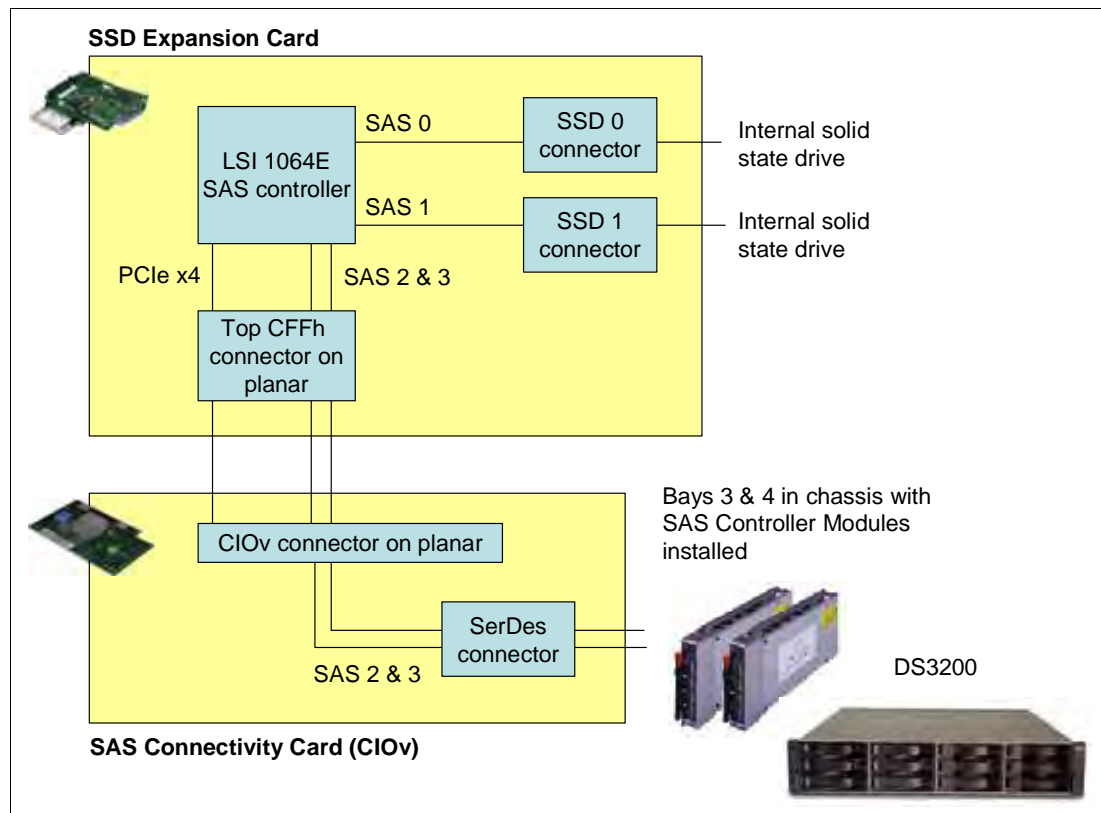 SSD Expansion Card
LSI 1064E
SAS controller
SAS 0
SSD 0
connector
Internal solid
state drive
SAS 1
SSD 1
connector
Internal solid
state drive
PCIe x4
SAS 2 & 3
Top CFFh
connector on
planar
CIOv connector on planar
Bays 3 & 4 in chassis with
SAS Controller Modules
installed
SerDes
connector
SAS 2 & 3
DS3200
SAS Connectivity Card (CIOv)